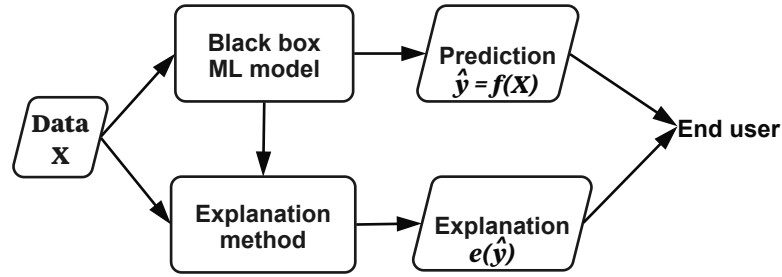 Data
X
Black box
ML model
Prediction
ŷ = f(X)
Explanation
method
Explanation
e(ŷ)
End user